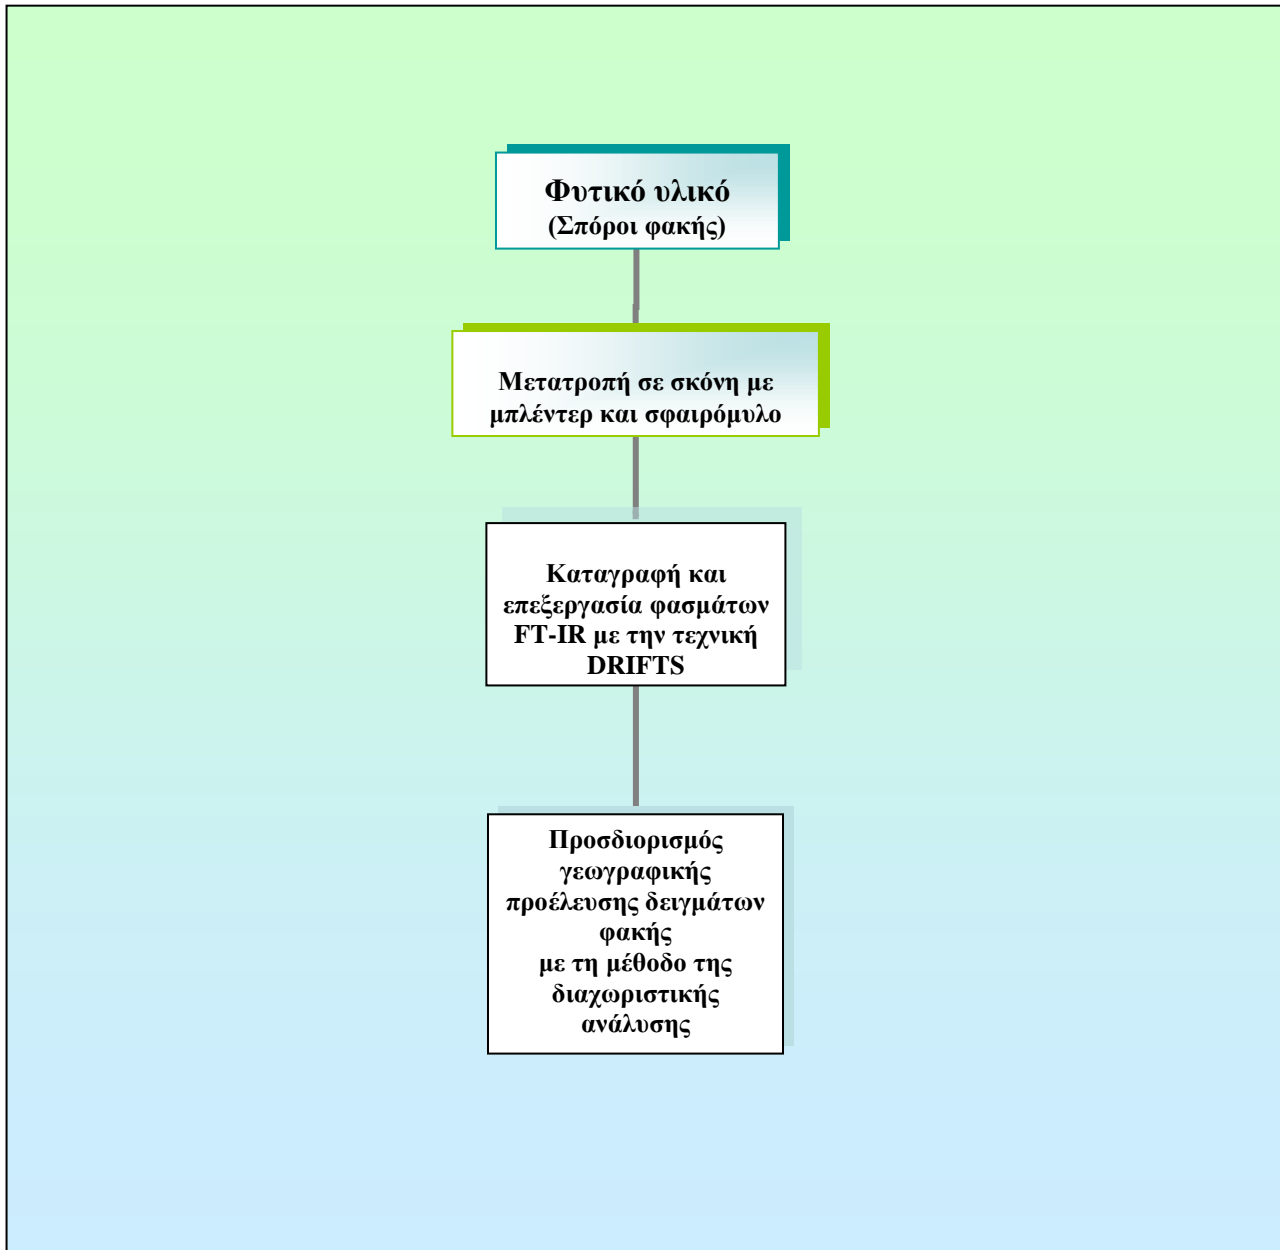 Φυτικό υλικό
(Σπόροι φακής)
Μετατροπή σε σκόνη με
μπλέντερ και σφαιρόμυλο
Καταγραφή και
επεξεργασία φασμάτων
FT-IR με την τεχνική
DRIFTS
Προσδιορισμός
γεωγραφικής
προέλευσης δειγμάτων
φακής
με τη μέθοδο της
διαχωριστικής
ανάλυσης